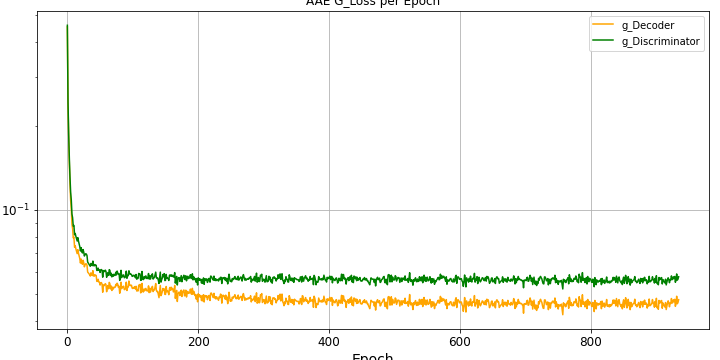 AAE G_Loss per Epoch
g_Decoder
g_Discriminator
10⁻¹
0 200 400 600 800
Epoch